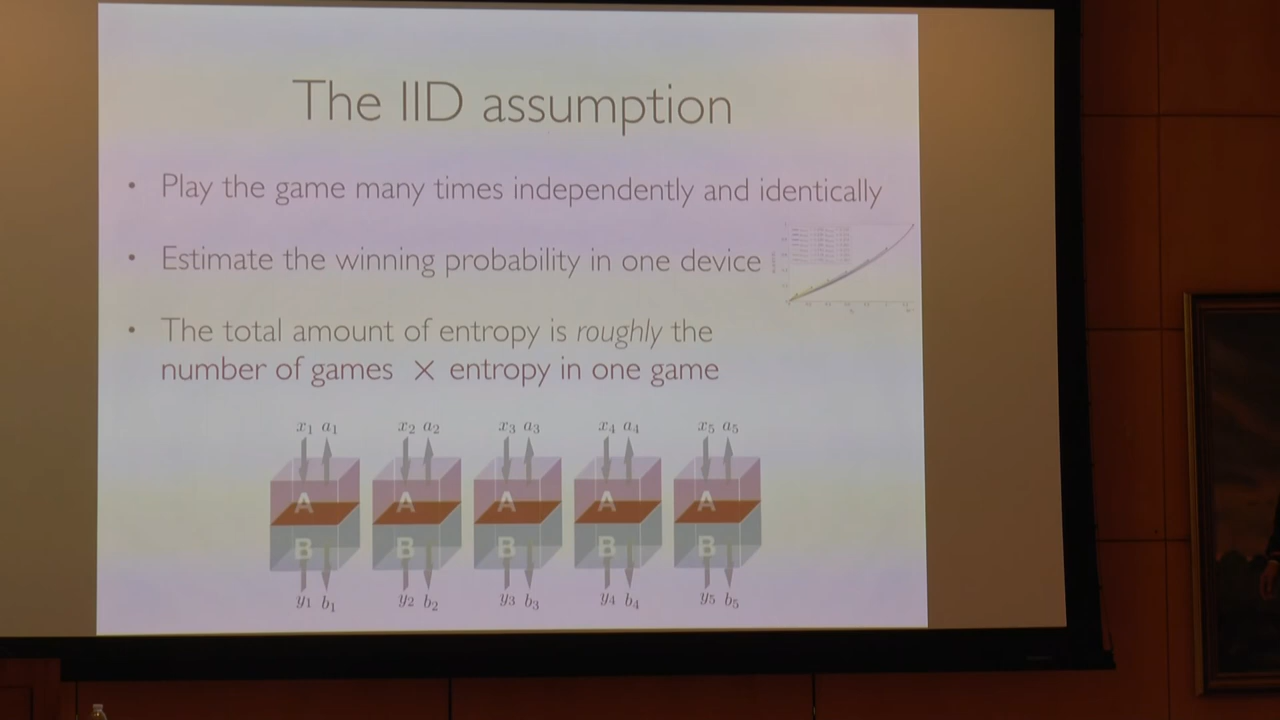 The IID assumption
• Play the game many times independently and identically
• Estimate the winning probability in one device
• The total amount of entropy is roughly the
number of games × entropy in one game
x1 a1 x2 a2 x3 a3 x4 a4 x5 a5
A A A A A
B B B B B
y1 b1 y2 b2 y3 b3 y4 b4 y5 b5